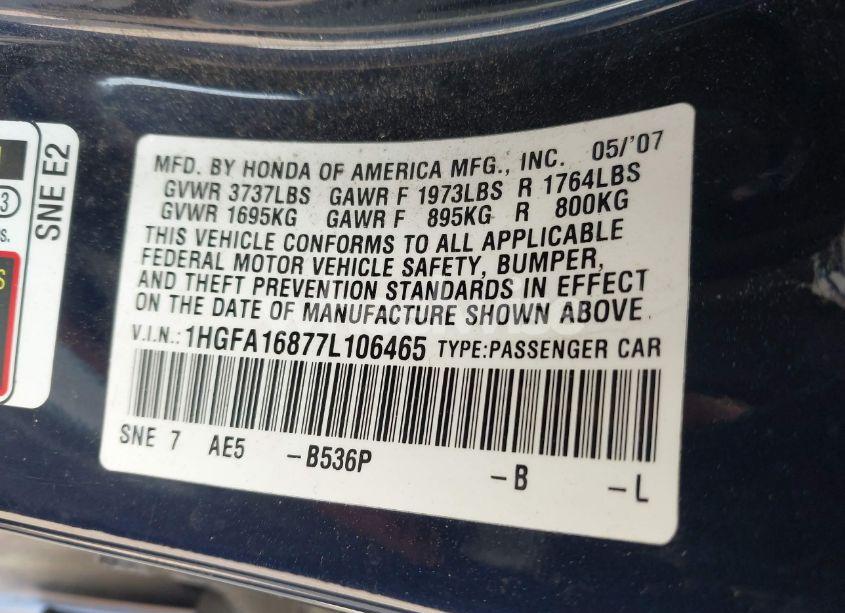 MFD. BY HONDA OF AMERICA MFG., INC. 05/'07
GVWR 3737LBS GAWR F 1973LBS R 1764LBS
GVWR 1695KG GAWR F 895KG R 800KG
THIS VEHICLE CONFORMS TO ALL APPLICABLE
FEDERAL MOTOR VEHICLE SAFETY, BUMPER,
AND THEFT PREVENTION STANDARDS IN EFFECT
ON THE DATE OF MANUFACTURE SHOWN ABOVE.
V.I.N.: 1HGFA16877L106465 TYPE:PASSENGER CAR
SNE 7 AE5 -B536P -B -L
SNE E2
3